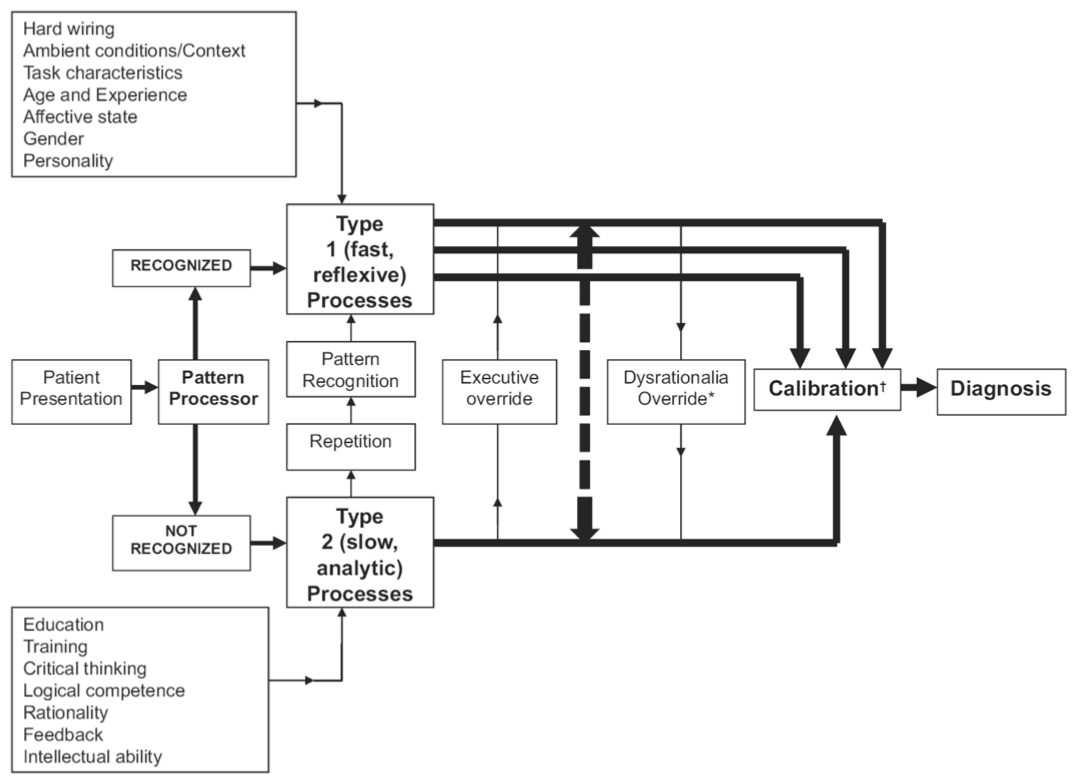 Hard wiring
Ambient conditions/Context
Task characteristics
Age and Experience
Affective state
Gender
Personality
Type
1 (fast,
reflexive)
Processes
RECOGNIZED
Patient
Presentation
Pattern
Processor
Pattern
Recognition
Repetition
Executive
override
Dysrationalia
Override*
Calibration†
Diagnosis
NOT
RECOGNIZED
Type
2 (slow,
analytic)
Processes
Education
Training
Critical thinking
Logical competence
Rationality
Feedback
Intellectual ability